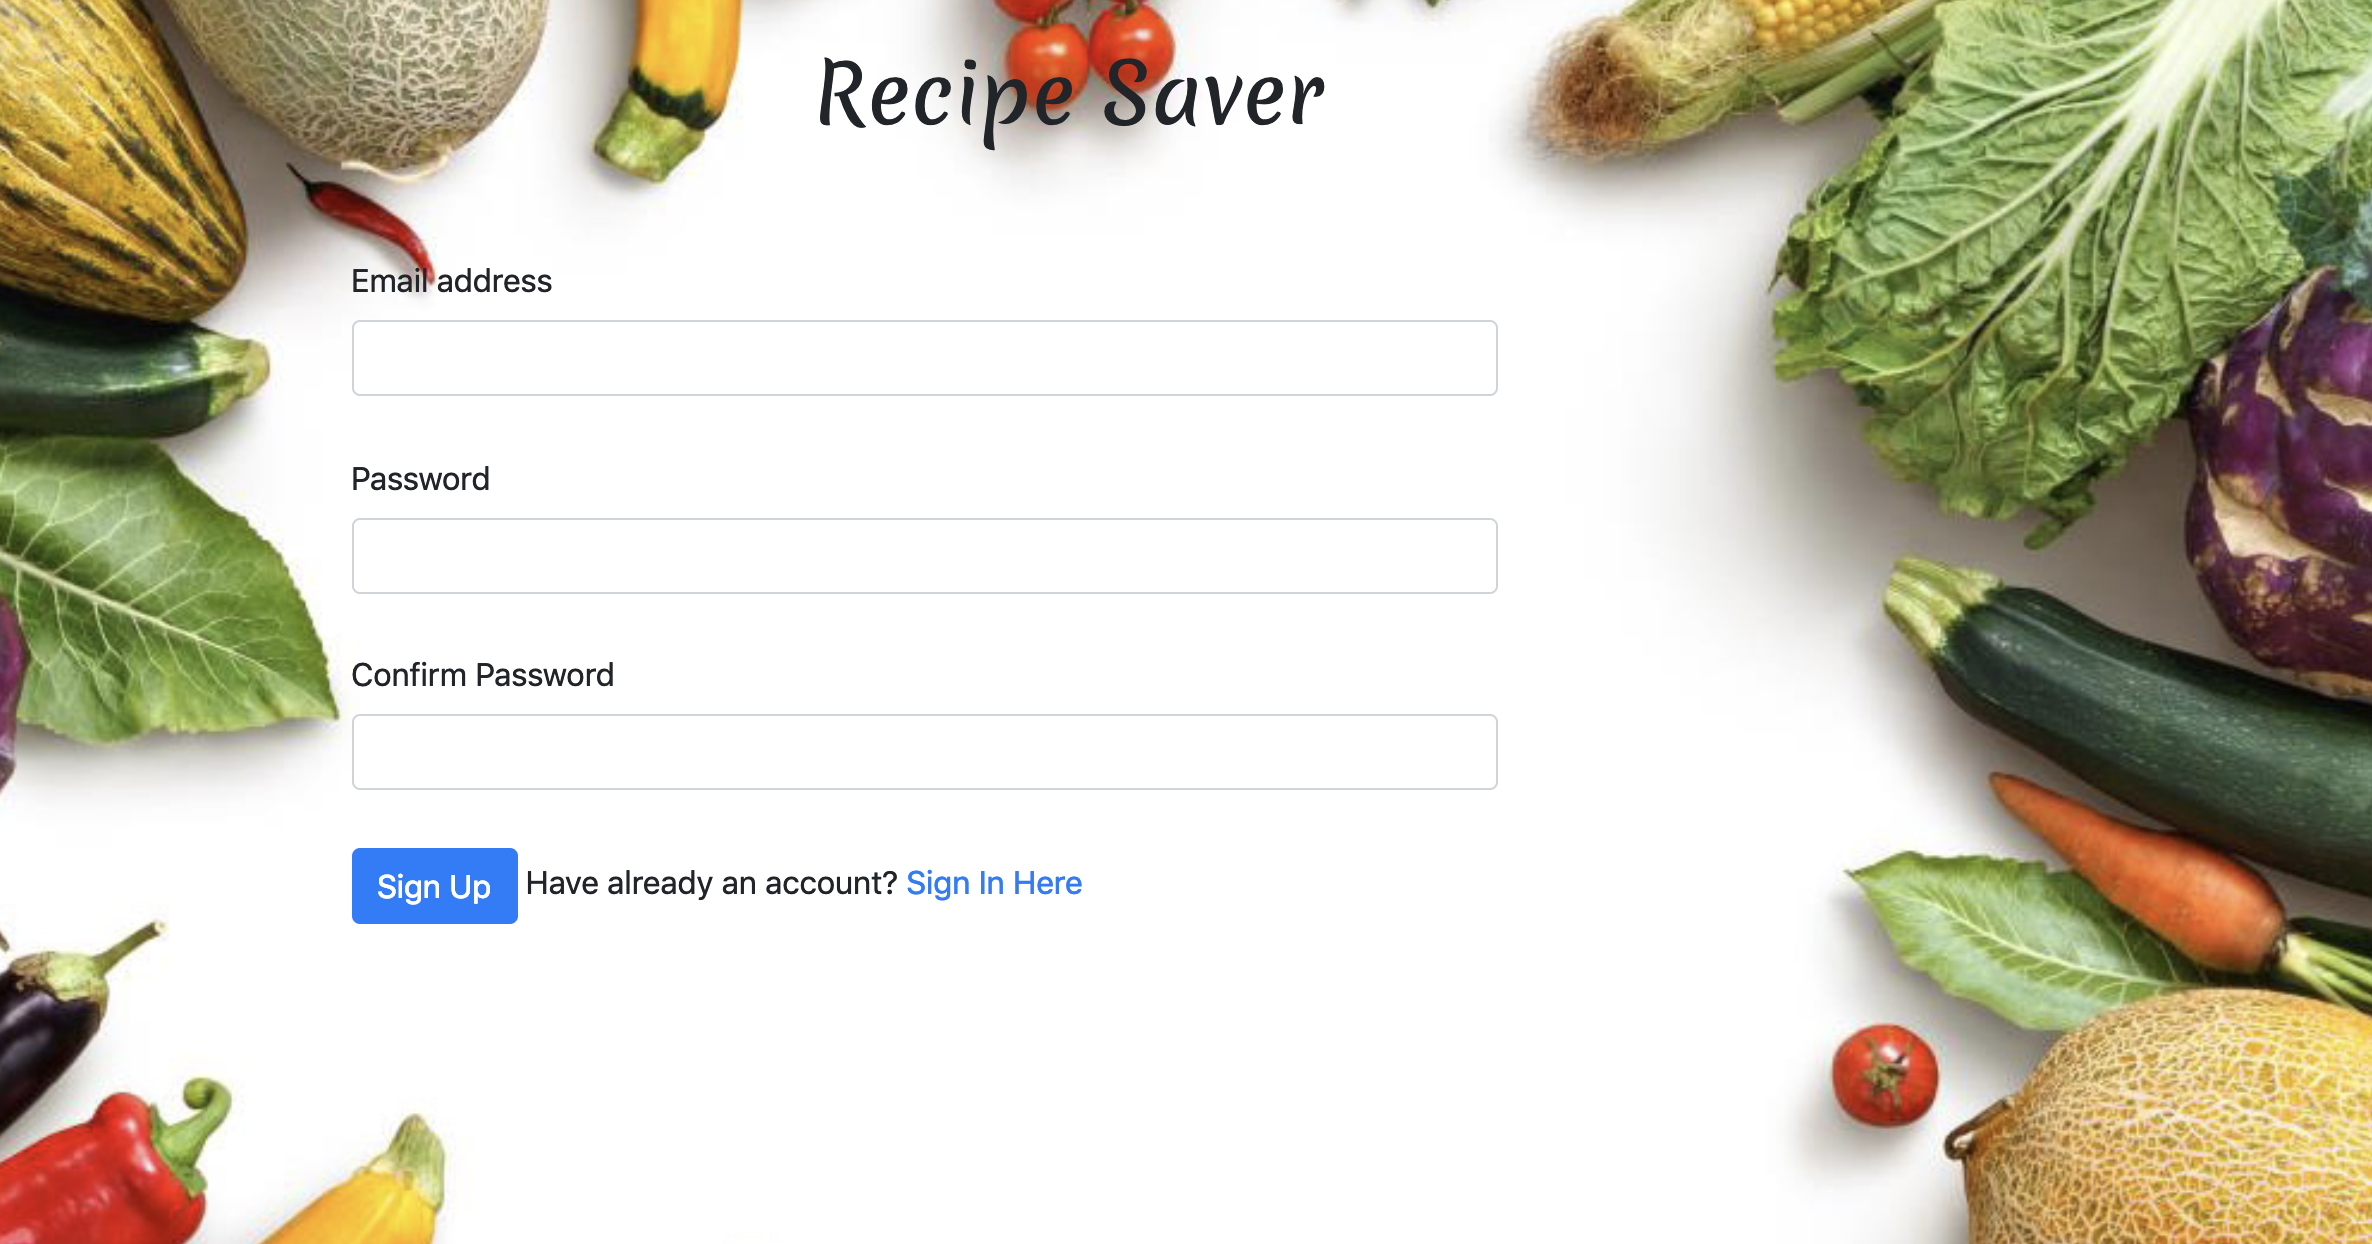 Recipe Saver
Email address
Password
Confirm Password
Sign Up Have already an account? Sign In Here